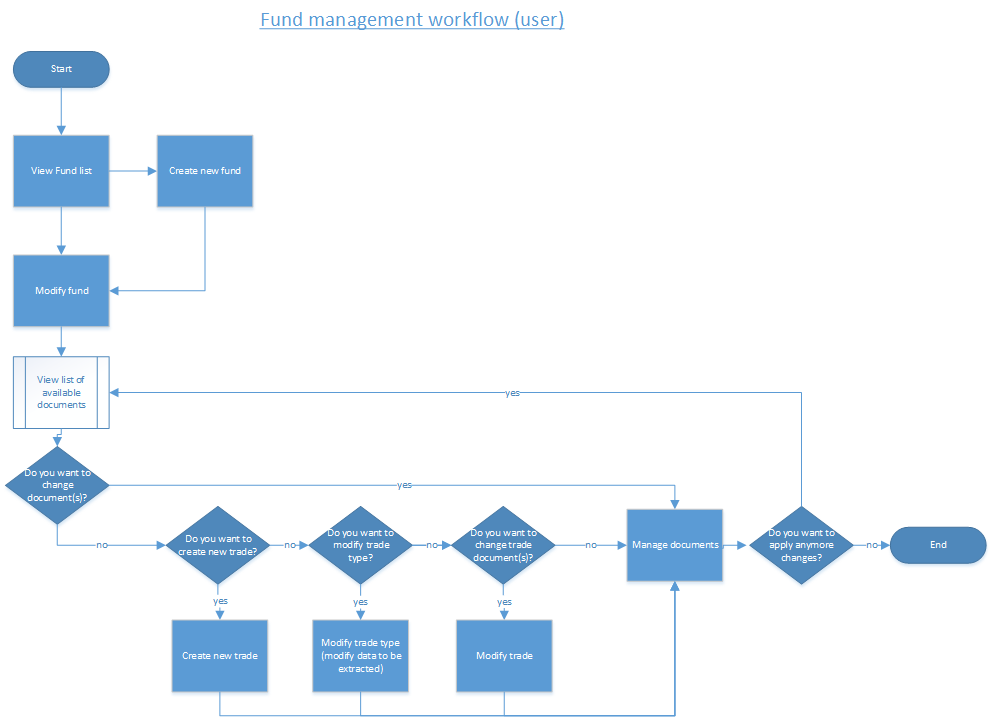 Fund management workflow (user)
Start
View Fund list
Create new fund
Modify fund
View list of
available
documents
yes
Do you want to
change
document(s)?
yes
no
Do you want to
create new trade?
no
Do you want to
modify trade
type?
no
Do you want to
change trade
document(s)?
no
Manage documents
Do you want to
apply anymore
changes?
no
End
yes
yes
yes
Create new trade
Modify trade type
(modify data to be
extracted)
Modify trade